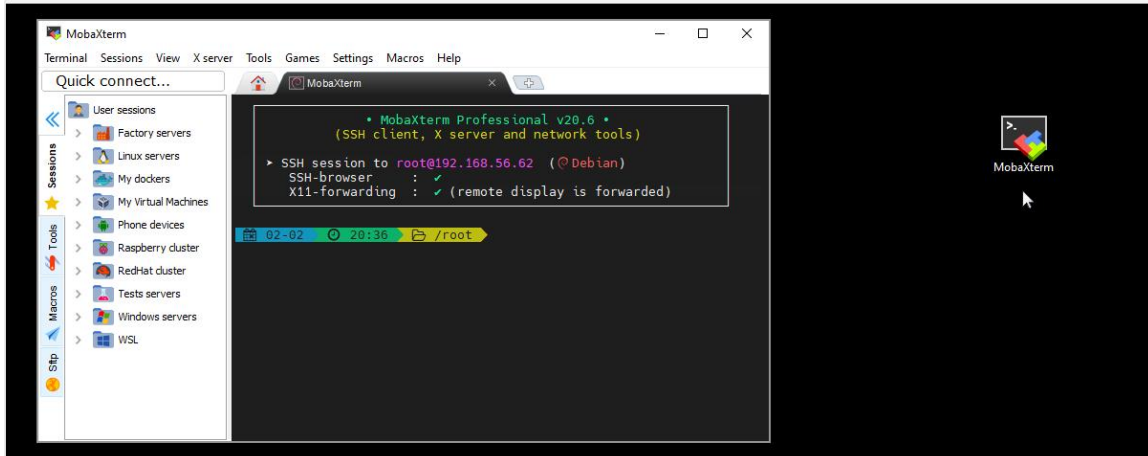 MobaXterm
Terminal Sessions View X server Tools Games Settings Macros Help
Quick connect...
MobaXterm
Sessions
Tools
Macros
Sftp
User sessions
Factory servers
Linux servers
My dockers
My Virtual Machines
Phone devices
Raspberry cluster
RedHat cluster
Tests servers
Windows servers
WSL
• MobaXterm Professional v20.6 •
(SSH client, X server and network tools)
➤ SSH session to root@192.168.56.62 (Debian)
SSH-browser : ✔
X11-forwarding : ✔ (remote display is forwarded)
02-02 20:36 /root
>.
MobaXterm